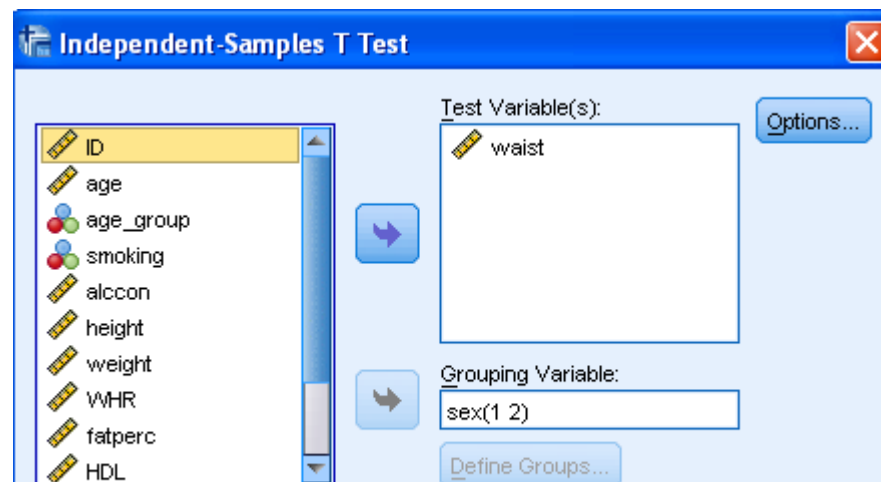 Independent-Samples T Test
Test Variable(s):
Options...
ID
age
age_group
smoking
alccon
height
weight
WHR
fatperc
HDL
waist
Grouping Variable:
sex(1 2)
Define Groups...